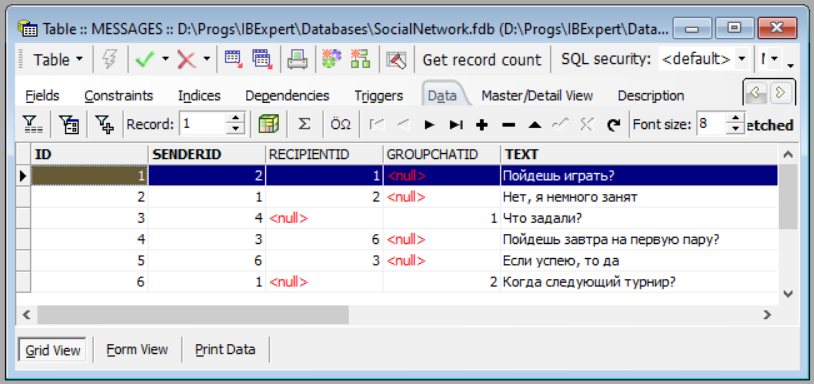 Table :: MESSAGES :: D:\Progs\IBExpert\Databases\SocialNetwork.fdb (D:\Progs\IBExpert\Data...
Table Get record count SQL security: <default>
Fields Constraints Indices Dependencies Triggers Data Master/Detail View Description
Record: 1 Σ ÖΩ Font size: 8 etched
ID SENDERID RECIPIENTID GROUPCHATID TEXT
1 2 1 <null> Пойдешь играть?
2 1 2 <null> Нет, я немного занят
3 4 <null> 1 Что задали?
4 3 6 <null> Пойдешь завтра на первую пару?
5 6 3 <null> Если успею, то да
6 1 <null> 2 Когда следующий турнир?
Grid View Form View Print Data